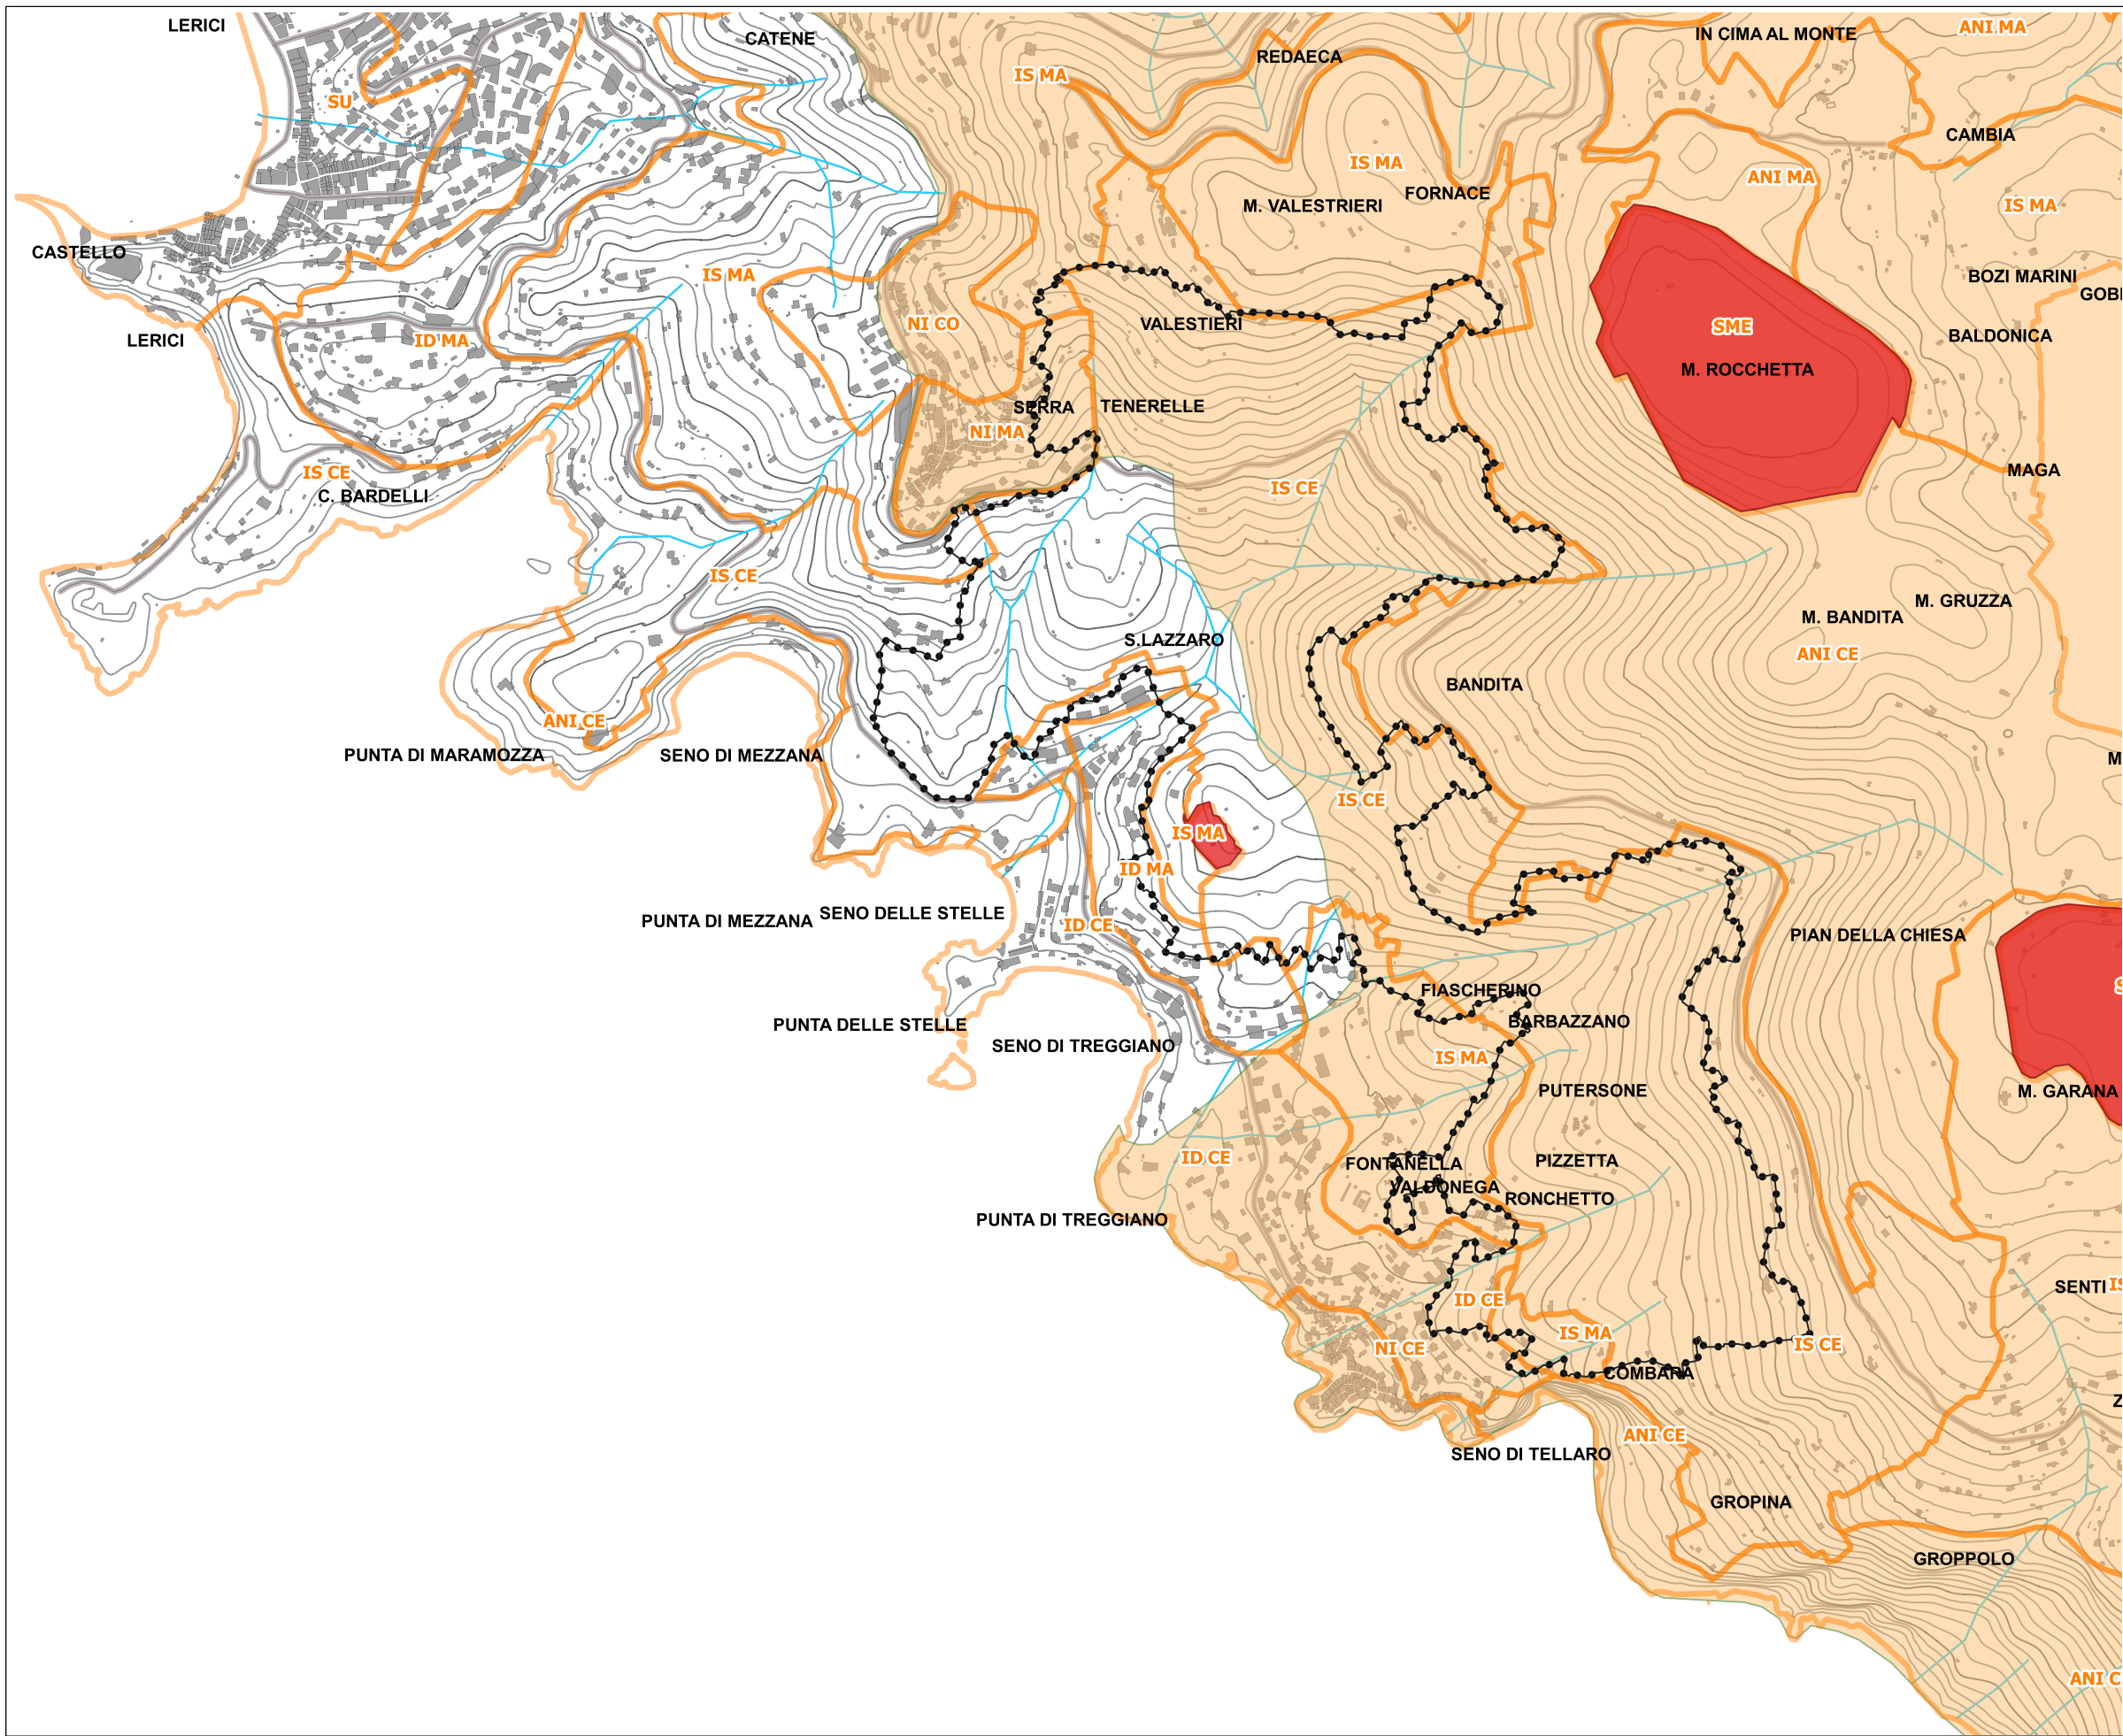 LERICI
CATENE
IN CIMA AL MONTE
ANI MA
REDAECA
IS MA
SU
CAMBIA
IS MA
ANI MA
FORNACE
M. VALESTRIERI
IS MA
CASTELLO
IS MA
BOZI MARINI
GOBI
NI CO
VALESTIERI
SME
BALDONICA
LERICI
ID MA
M. ROCCHETTA
SERRA
TENERELLE
NI MA
MAGA
IS CE
C. BARDELLI
IS CE
IS CE
M. GRUZZA
M. BANDITA
S.LAZZARO
ANI CE
BANDITA
ANI CE
PUNTA DI MARAMOZZA
SENO DI MEZZANA
M
IS CE
IS MA
ID MA
SENO DELLE STELLE
PUNTA DI MEZZANA
ID CE
PIAN DELLA CHIESA
S
FIASCHERINO
PUNTA DELLE STELLE
BARBAZZANO
SENO DI TREGGIANO
IS MA
PUTERSONE
M. GARANA
ID CE
FONTANELLA
PIZZETTA
VALDONEGA
RONCHETTO
PUNTA DI TREGGIANO
SENTI
IS
ID CE
IS MA
NI CE
IS CE
COMBARA
Z
ANI CE
SENO DI TELLARO
GROPINA
GROPPOLO
ANI C